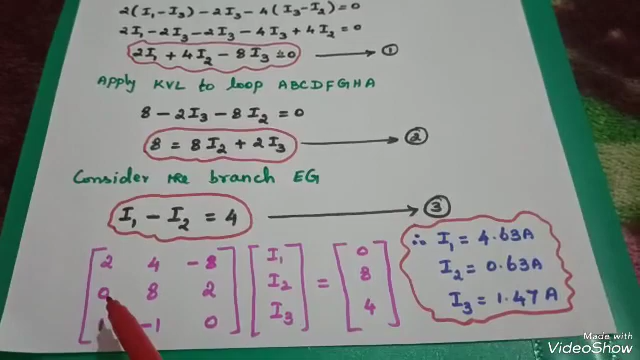 2(I₁-I₃)-2I₃-4(I₃-I₂)=0
2I₁-2I₃-2I₃-4I₃+4I₂=0
2I₁+4I₂-8I₃=0 → ①
Apply KVL to loop ABCDFGHA
8-2I₃-8I₂=0
8=8I₂+2I₃ → ②
Consider the branch EG
I₁-I₂=4 → ③
2 4 -8 I₁ = 0
0 8 2 I₂ 8
-1 0 I₃ 4
∴ I₁=4.63A
I₂=0.63A
I₃=1.47A
Made with
VideoShow